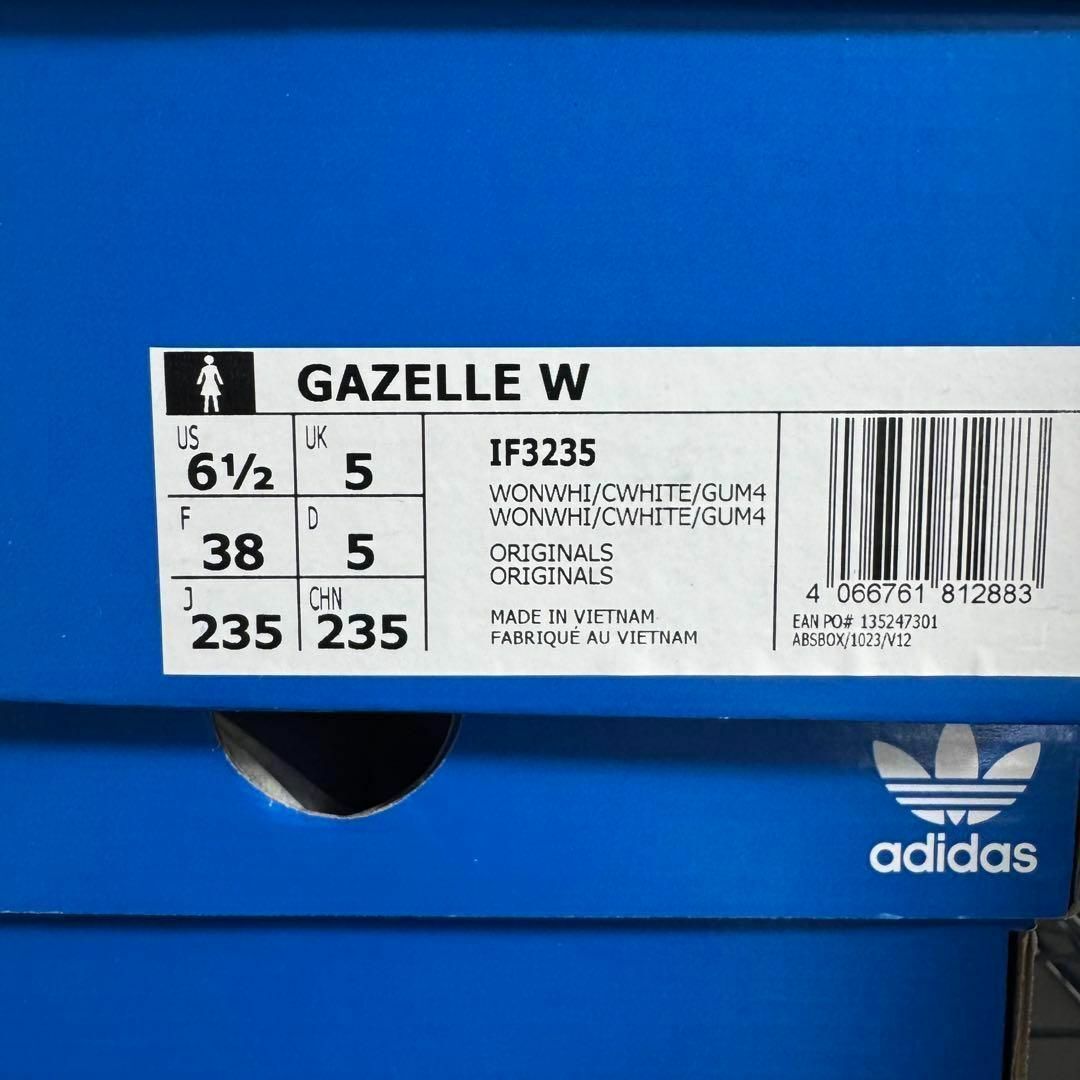 GAZELLE W
US
6½
UK
5
F
38
D
5
J
235
CHN
235
IF3235
WONWHI/CWHITE/GUM4
WONWHI/CWHITE/GUM4
ORIGINALS
ORIGINALS
MADE IN VIETNAM
FABRIQUÉ AU VIETNAM
4 066761 812883
EAN PO# 135247301
ABSBOX/1023/V12
adidas